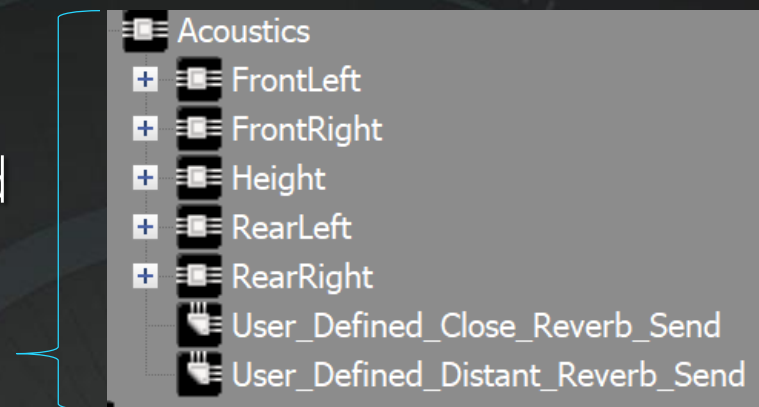 Acoustics
FrontLeft
FrontRight
Height
RearLeft
RearRight
User_Defined_Close_Reverb_Send
User_Defined_Distant_Reverb_Send